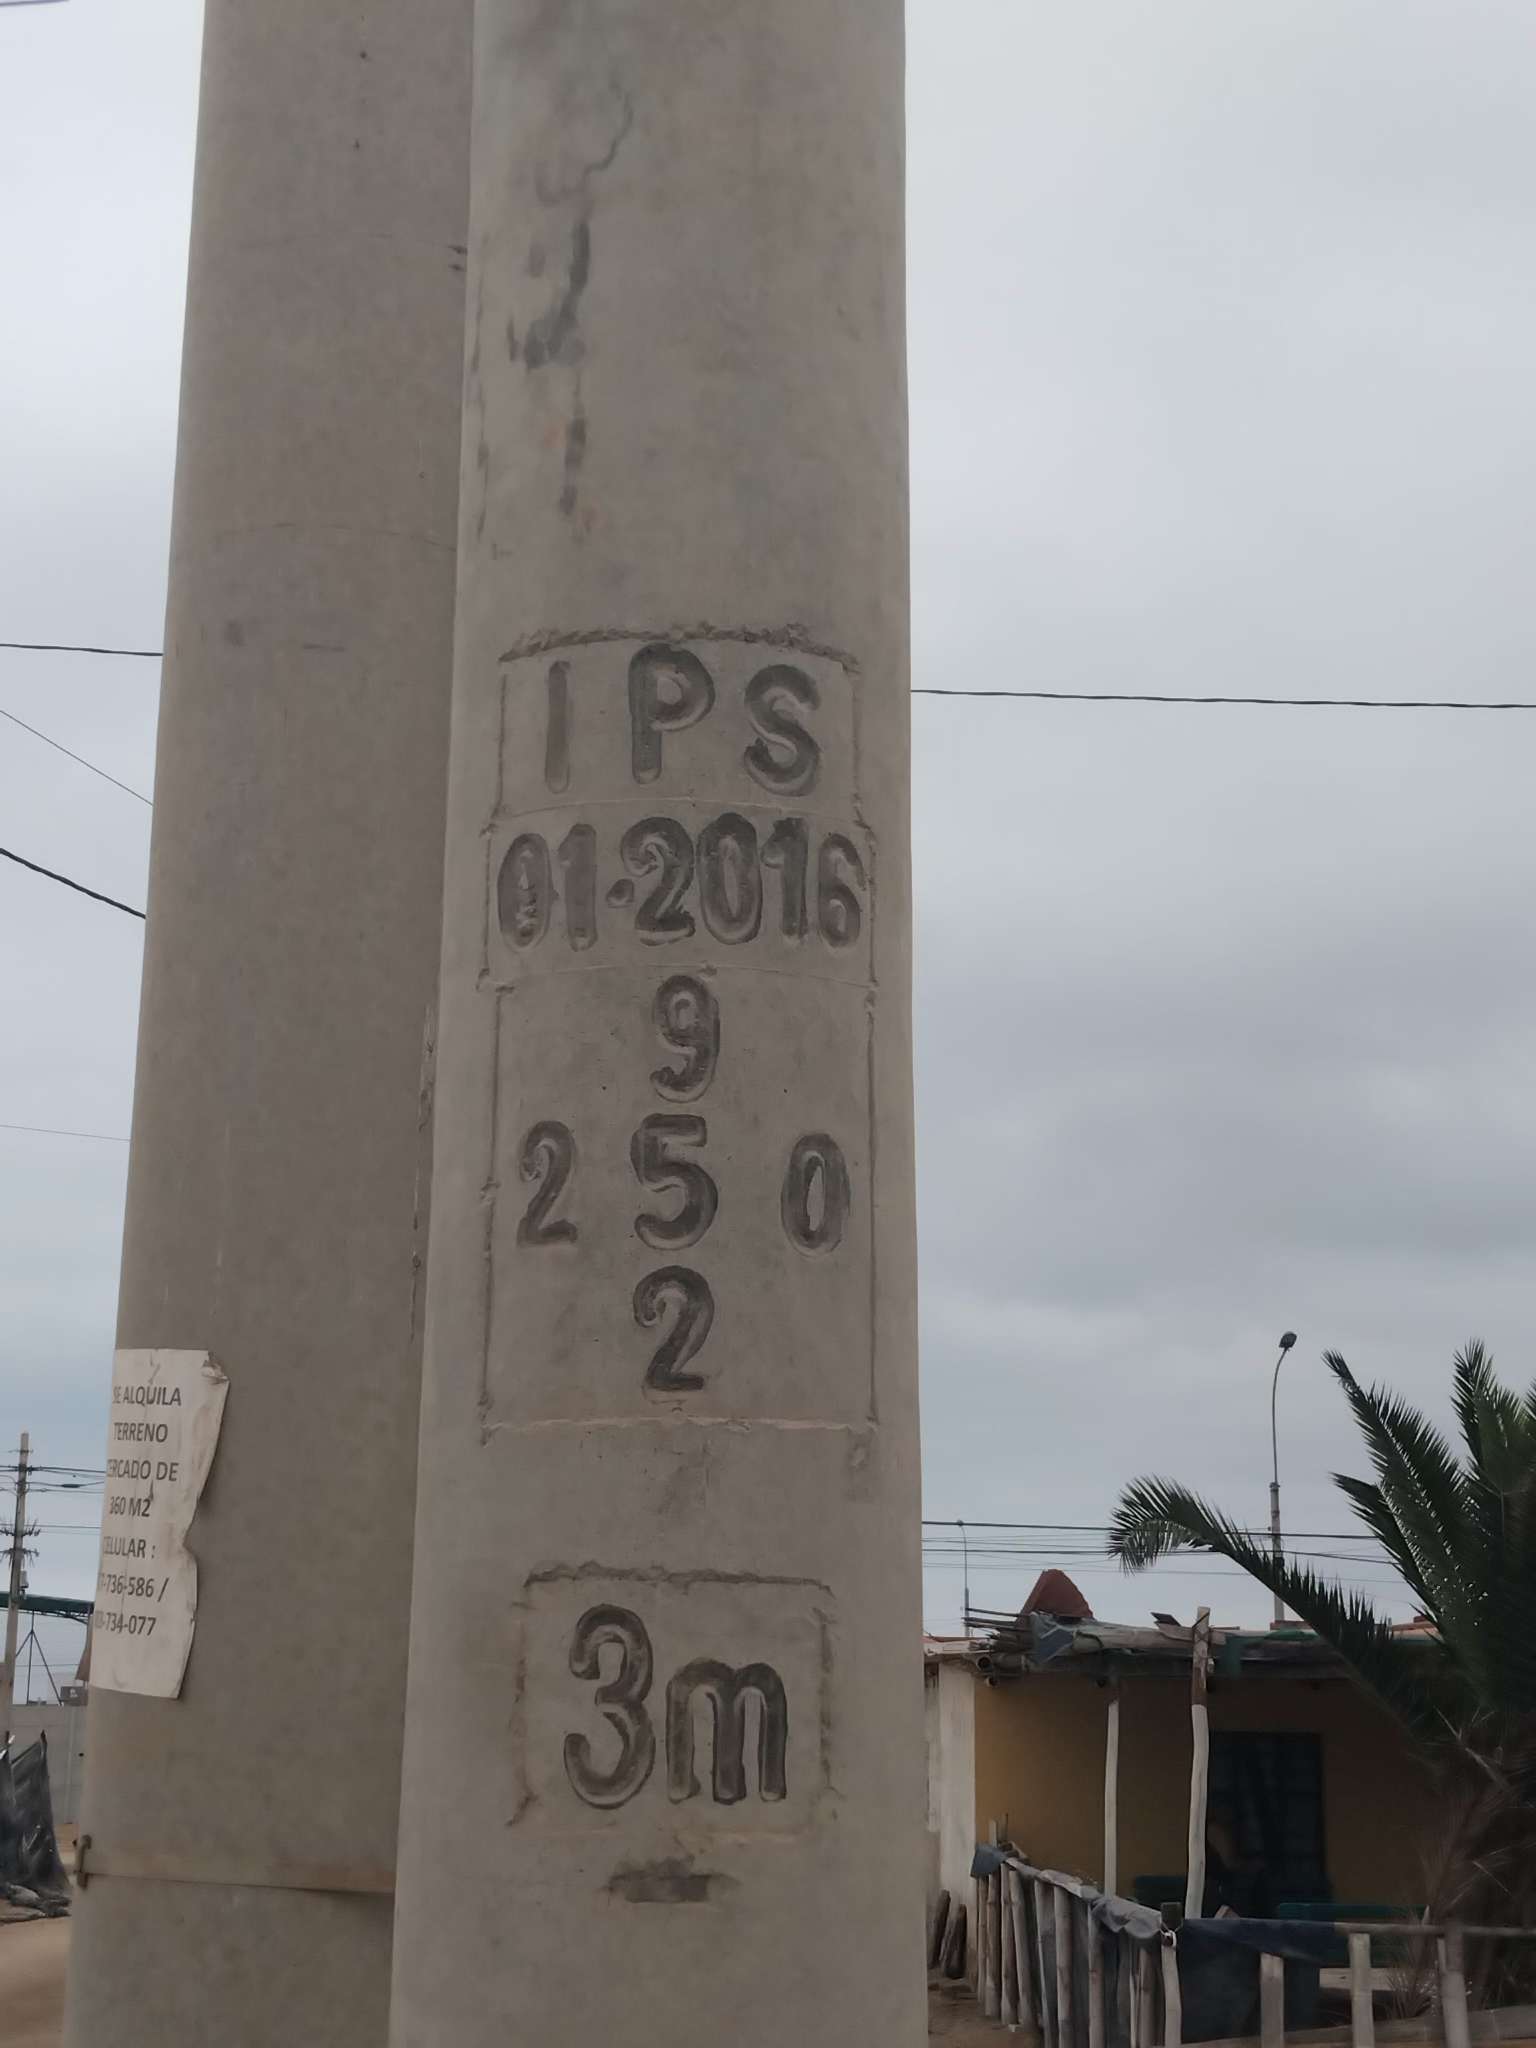 IPS
01-2016
9
2 5 0
2
3m
SE ALQUILA
TERRENO
CERCADO DE
360 M2
CELULAR :
-736-586 /
-734-077